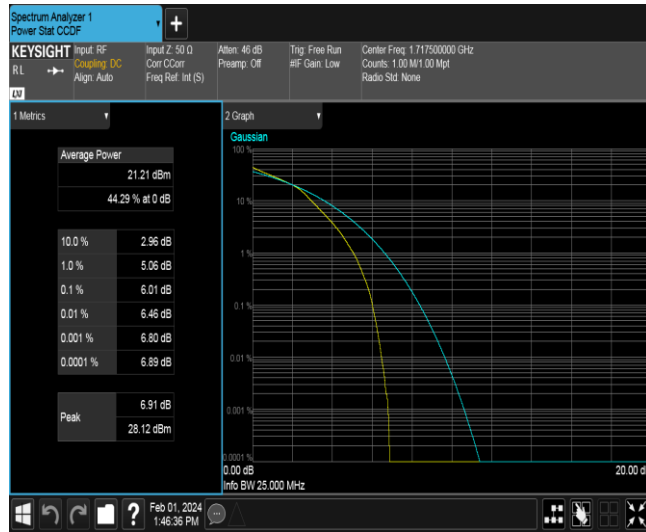 Spectrum Analyzer 1
Power Stat CCDF
+
KEYSIGHT
RL
LXI
Input: RF
Coupling: DC
Align: Auto
Input Z: 50 Ω
Corr CCorr
Freq Ref: Int (S)
Atten: 46 dB
Preamp: Off
Trig: Free Run
#IF Gain: Low
Center Freq: 1.717500000 GHz
Counts: 1.00 M/1.00 Mpt
Radio Std: None
1 Metrics
Average Power
21.21 dBm
44.29 % at 0 dB
10.0 % 2.96 dB
1.0 % 5.06 dB
0.1 % 6.01 dB
0.01 % 6.46 dB
0.001 % 6.80 dB
0.0001 % 6.89 dB
Peak
6.91 dB
28.12 dBm
2 Graph
Gaussian
100 %
10 %
1 %
0.1 %
0.01 %
0.001 %
0.0001 %
0.00 dB
20.00 d
Info BW 25.000 MHz
?
Feb 01, 2024
1:46:36 PM